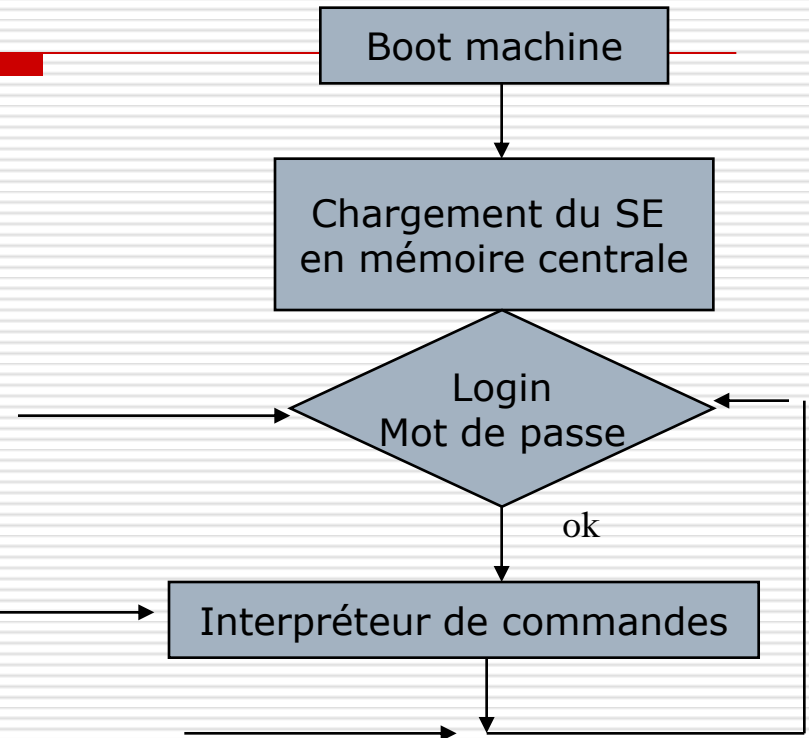 Boot machine
Chargement du SE
en mémoire centrale
Login
Mot de passe
ok
Interpréteur de commandes